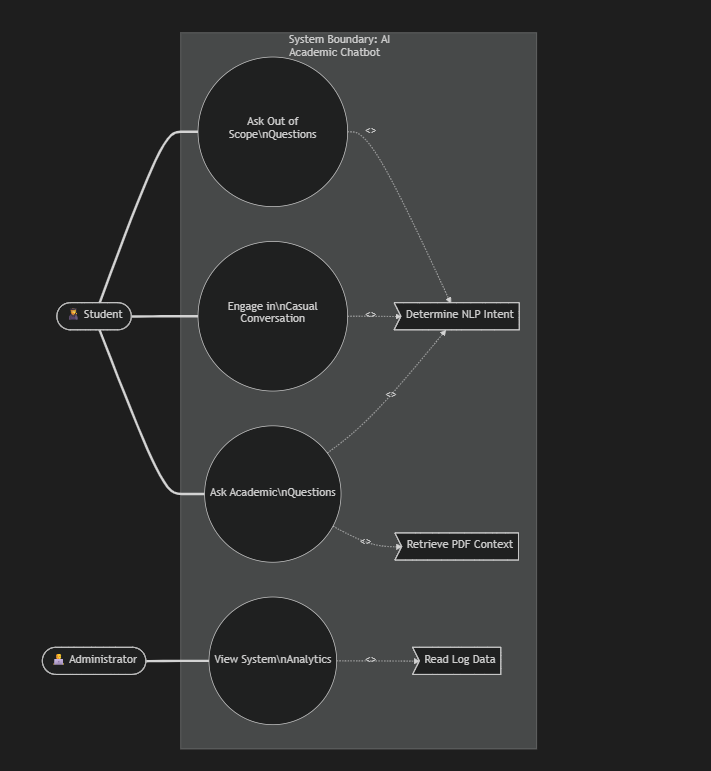 System Boundary: AI
Academic Chatbot
Ask Out of
Scope\nQuestions
<>
Student
Engage in\nCasual
Conversation
<>
Determine NLP Intent
<>
Ask Academic\nQuestions
<>
Retrieve PDF Context
Administrator
View System\nAnalytics
<>
Read Log Data